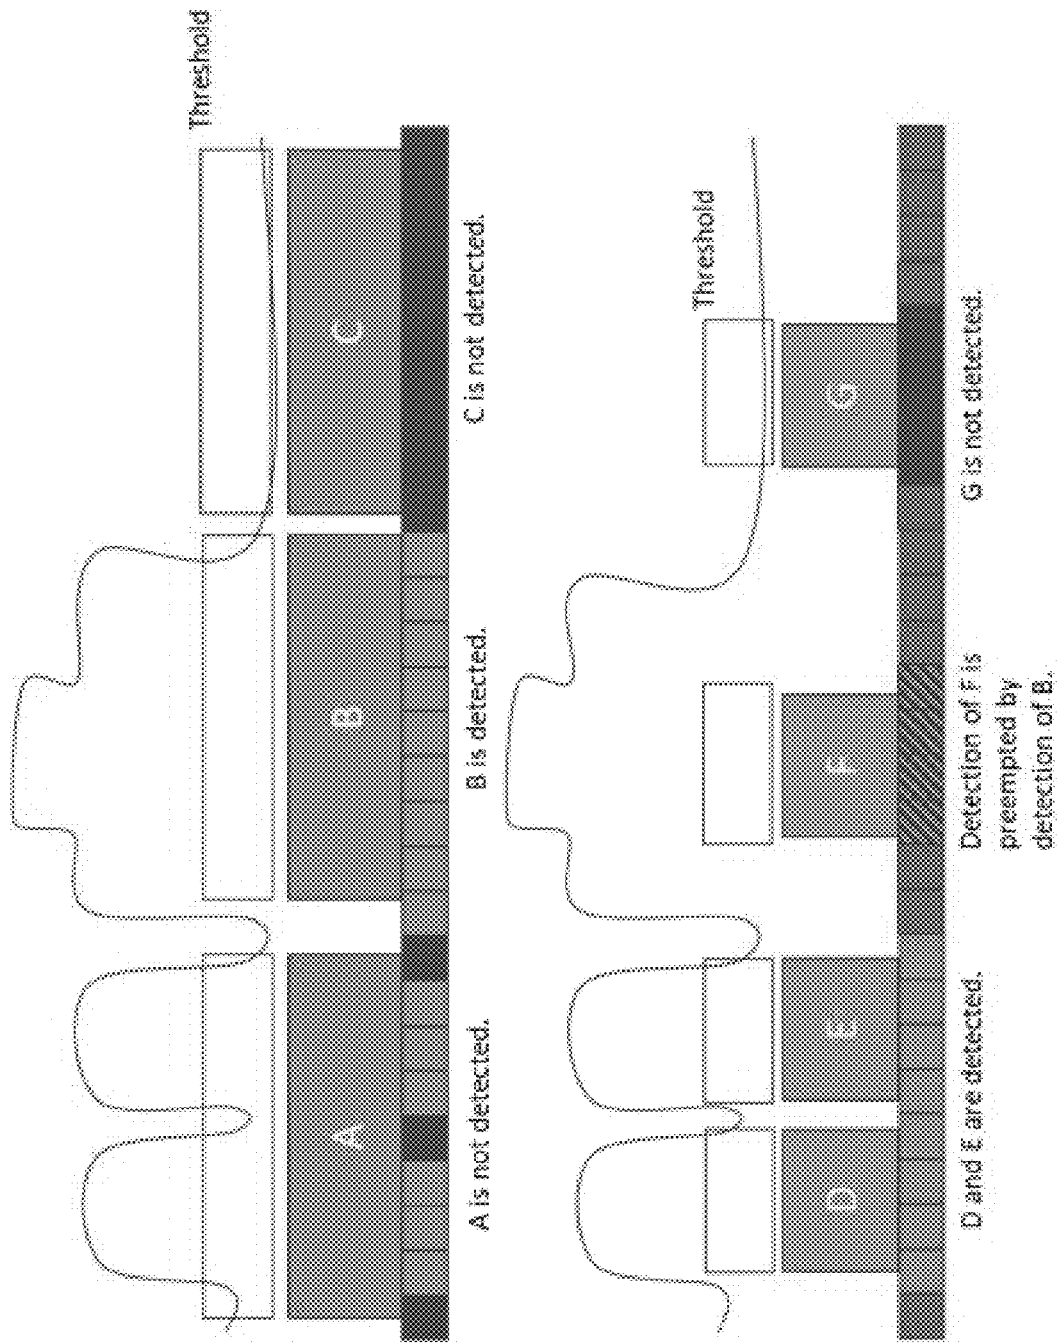 Threshold
A
B
C
A is not detected.
B is detected.
C is not detected.
Threshold
D
E
F
G
D and E are detected.
Detection of F is
preempted by
detection of B.
G is not detected.